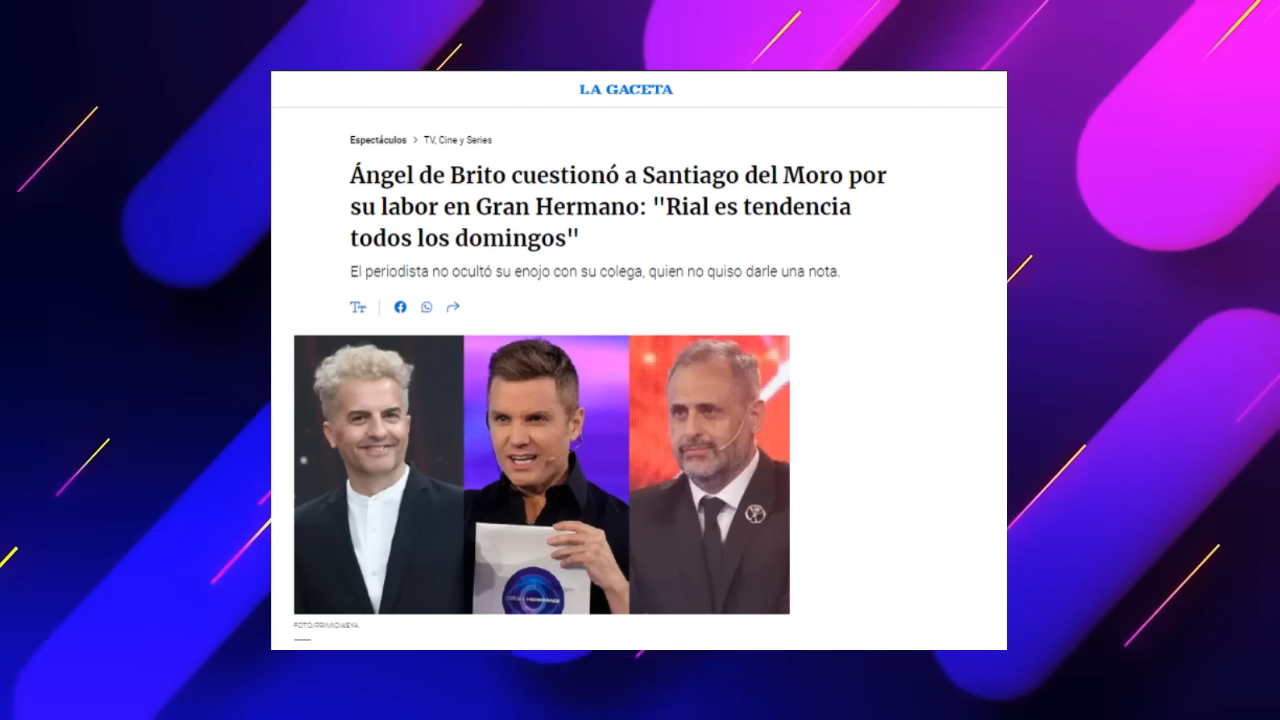 LA GACETA
Espectáculos > TV, Cine y Series
Ángel de Brito cuestionó a Santiago del Moro por
su labor en Gran Hermano: "Rial es tendencia
todos los domingos"
El periodista no ocultó su enojo con su colega, quien no quiso darle una nota.
GRAN HERMANO
FOTO/PRIMICIASYA.